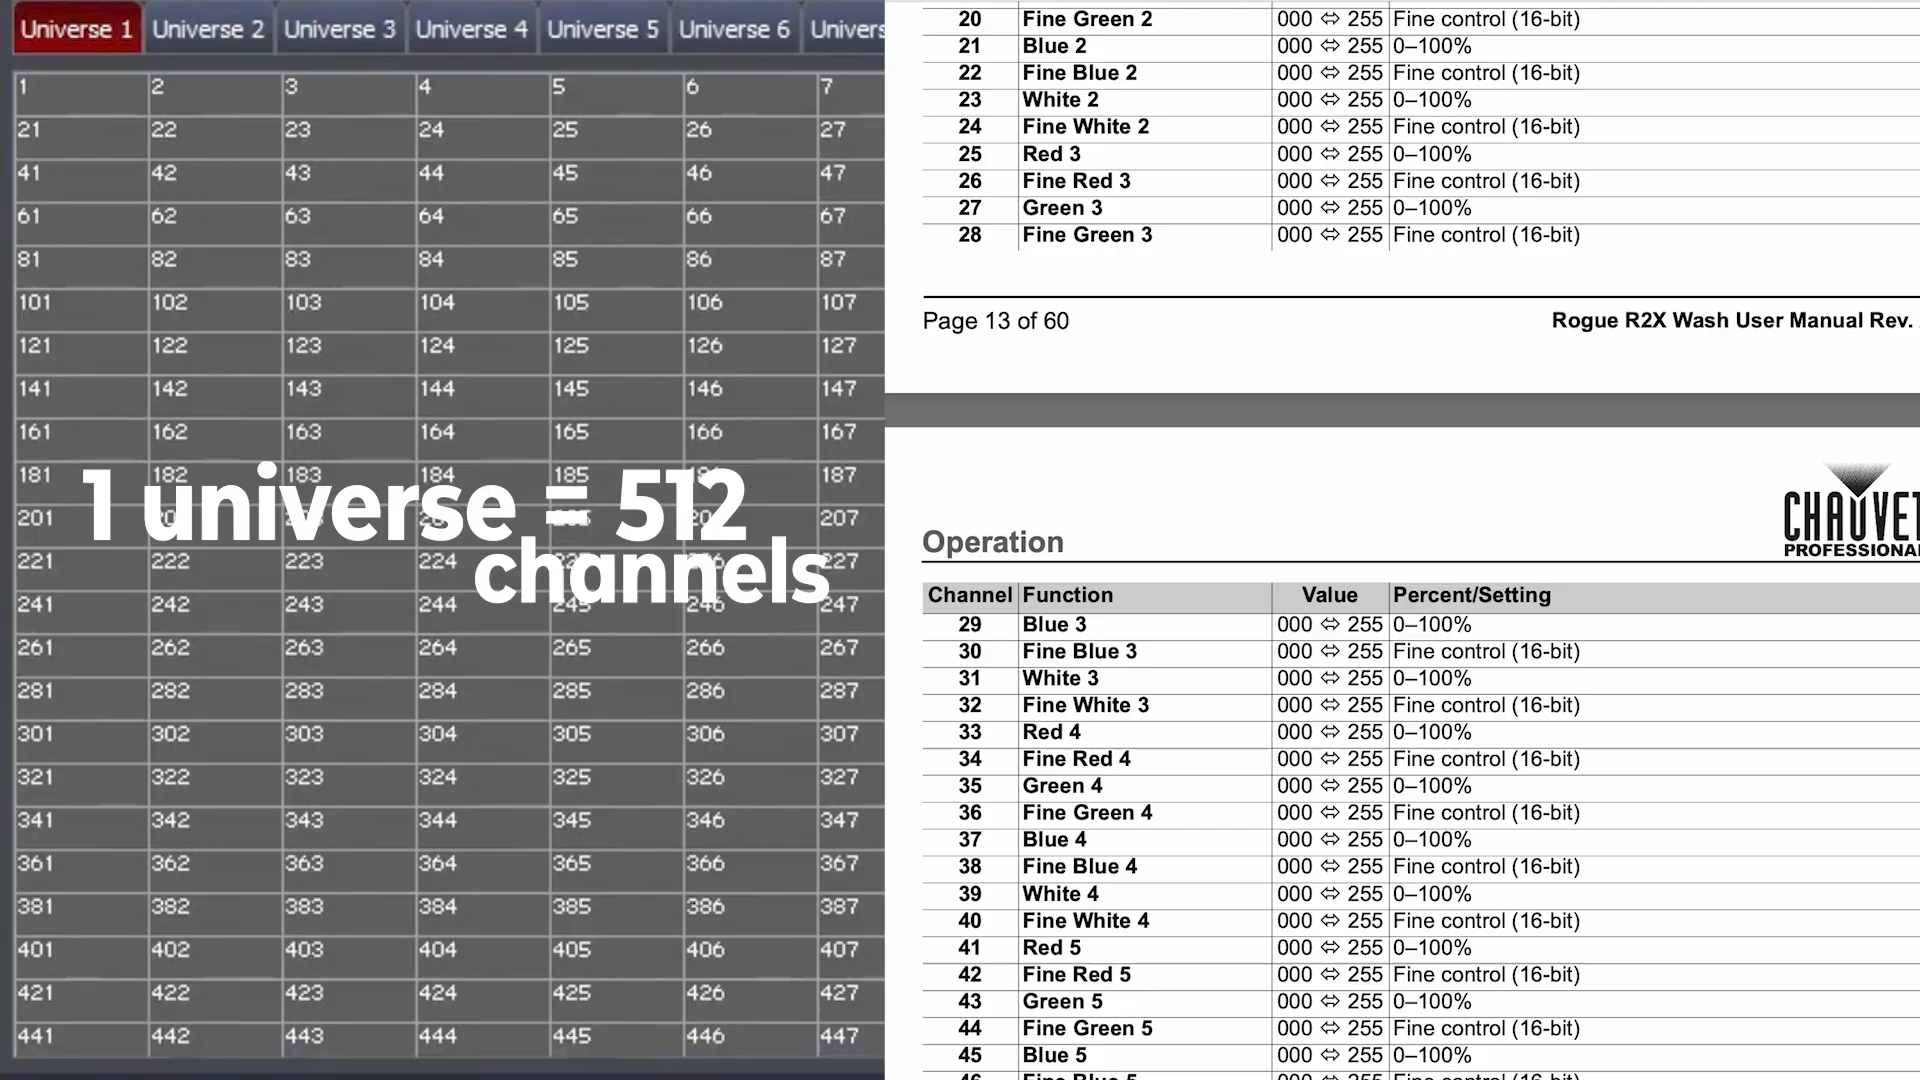 Universe 1 Universe 2 Universe 3 Universe 4 Universe 5 Universe 6 Univers
1 2 3 4 5 6 7
21 22 23 24 25 26 27
41 42 43 44 45 46 47
61 62 63 64 65 66 67
81 82 83 84 85 86 87
101 102 103 104 105 106 107
121 122 123 124 125 126 127
141 142 143 144 145 146 147
161 162 163 164 165 166 167
181 182 183 184 185 187
201 207
221 222 223 224 227
241 242 243 244 245 246 247
261 262 263 264 265 266 267
281 282 283 284 285 286 287
301 302 303 304 305 306 307
321 322 323 324 325 326 327
341 342 343 344 345 346 347
361 362 363 364 365 366 367
381 382 383 384 385 386 387
401 402 403 404 405 406 407
421 422 423 424 425 426 427
441 442 443 444 445 446 447
1 universe = 512
channels
20 Fine Green 2 000 ⇔ 255 Fine control (16-bit)
21 Blue 2 000 ⇔ 255 0–100%
22 Fine Blue 2 000 ⇔ 255 Fine control (16-bit)
23 White 2 000 ⇔ 255 0–100%
24 Fine White 2 000 ⇔ 255 Fine control (16-bit)
25 Red 3 000 ⇔ 255 0–100%
26 Fine Red 3 000 ⇔ 255 Fine control (16-bit)
27 Green 3 000 ⇔ 255 0–100%
28 Fine Green 3 000 ⇔ 255 Fine control (16-bit)
Page 13 of 60 Rogue R2X Wash User Manual Rev.
CHAUVET
PROFESSIONAL
Operation
Channel Function Value Percent/Setting
29 Blue 3 000 ⇔ 255 0–100%
30 Fine Blue 3 000 ⇔ 255 Fine control (16-bit)
31 White 3 000 ⇔ 255 0–100%
32 Fine White 3 000 ⇔ 255 Fine control (16-bit)
33 Red 4 000 ⇔ 255 0–100%
34 Fine Red 4 000 ⇔ 255 Fine control (16-bit)
35 Green 4 000 ⇔ 255 0–100%
36 Fine Green 4 000 ⇔ 255 Fine control (16-bit)
37 Blue 4 000 ⇔ 255 0–100%
38 Fine Blue 4 000 ⇔ 255 Fine control (16-bit)
39 White 4 000 ⇔ 255 0–100%
40 Fine White 4 000 ⇔ 255 Fine control (16-bit)
41 Red 5 000 ⇔ 255 0–100%
42 Fine Red 5 000 ⇔ 255 Fine control (16-bit)
43 Green 5 000 ⇔ 255 0–100%
44 Fine Green 5 000 ⇔ 255 Fine control (16-bit)
45 Blue 5 000 ⇔ 255 0–100%
46 Fine Blue 5 000 ⇔ 255 Fine control (16-bit)